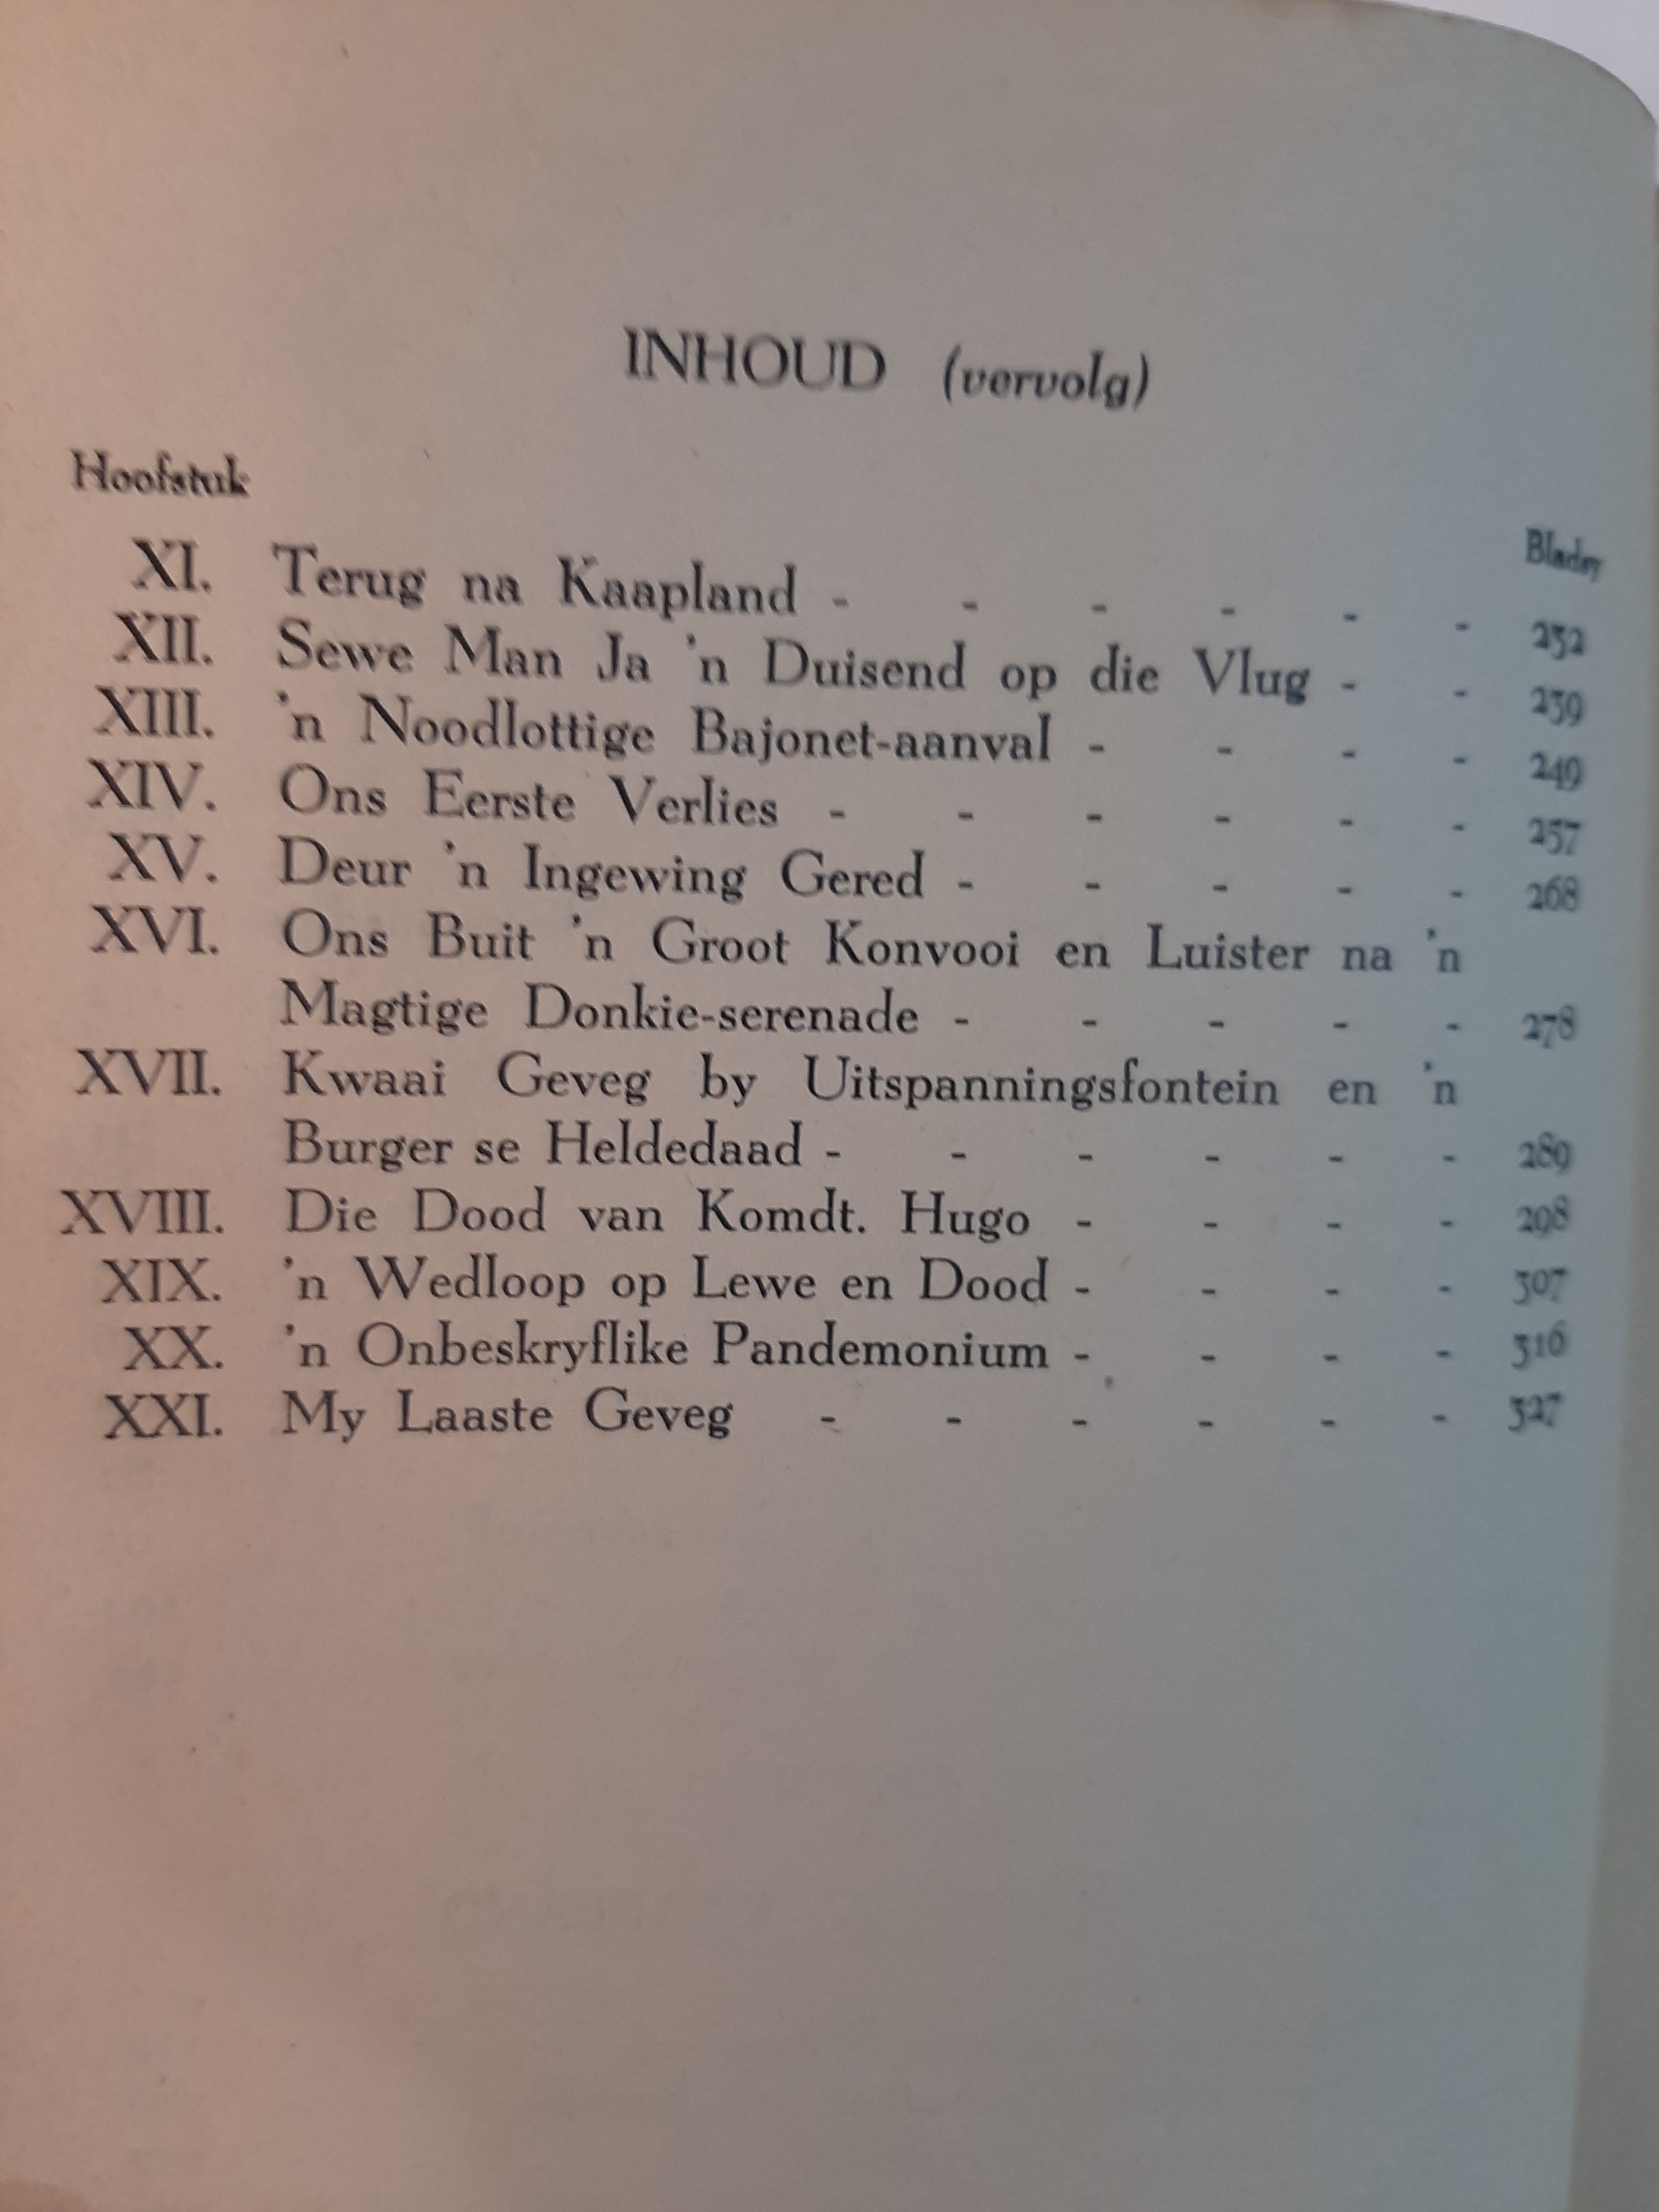 INHOUD (vervolg)
Hoofstuk
Bladsy
XI. Terug na Kaapland - - - - - - 232
XII. Sewe Man Ja 'n Duisend op die Vlug - - 239
XIII. 'n Noodlottige Bajonet-aanval - - - - 249
XIV. Ons Eerste Verlies - - - - - - 257
XV. Deur 'n Ingewing Gered - - - - - 268
XVI. Ons Buit 'n Groot Konvooi en Luister na 'n
Magtige Donkie-serenade - - - - - 278
XVII. Kwaai Geveg by Uitspanningsfontein en 'n
Burger se Heldedaad - - - - - - 289
XVIII. Die Dood van Komdt. Hugo - - - - 298
XIX. 'n Wedloop op Lewe en Dood - - - - 307
XX. 'n Onbeskryflike Pandemonium - - - - 316
XXI. My Laaste Geveg - - - - - - 327